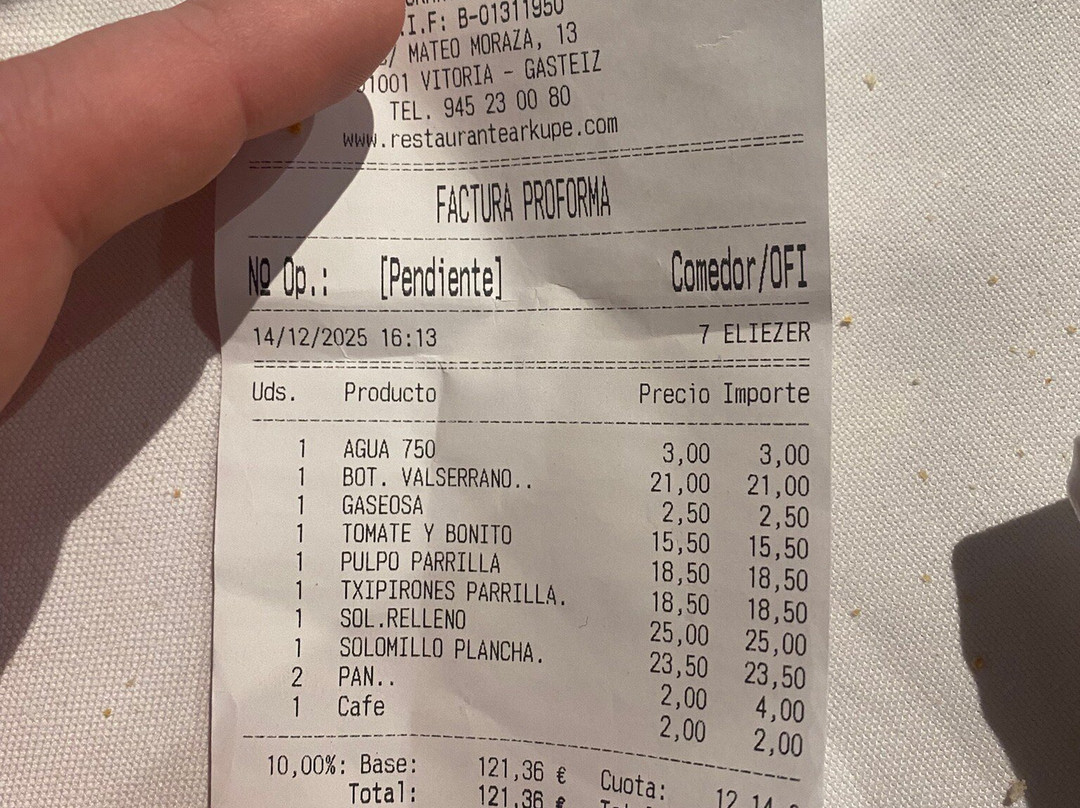 .I.F: B-01311950
/ MATEO MORAZA, 13
01001 VITORIA - GASTEIZ
TEL. 945 23 00 80
www.restaurantearkupe.com
FACTURA PROFORMA
Nº Op.: [Pendiente] Comedor/OFI
14/12/2025 16:13 7 ELIEZER
Uds. Producto Precio Importe
1 AGUA 750 3,00 3,00
1 BOT. VALSERRANO.. 21,00 21,00
1 GASEOSA 2,50 2,50
1 TOMATE Y BONITO 15,50 15,50
1 PULPO PARRILLA 18,50 18,50
1 TXIPIRONES PARRILLA. 18,50 18,50
1 SOL.RELLENO 25,00 25,00
1 SOLOMILLO PLANCHA. 23,50 23,50
2 PAN.. 2,00 4,00
1 Cafe 2,00 2,00
10,00%: Base: 121,36 € Cuota: 12,14
Total: 121,36 €